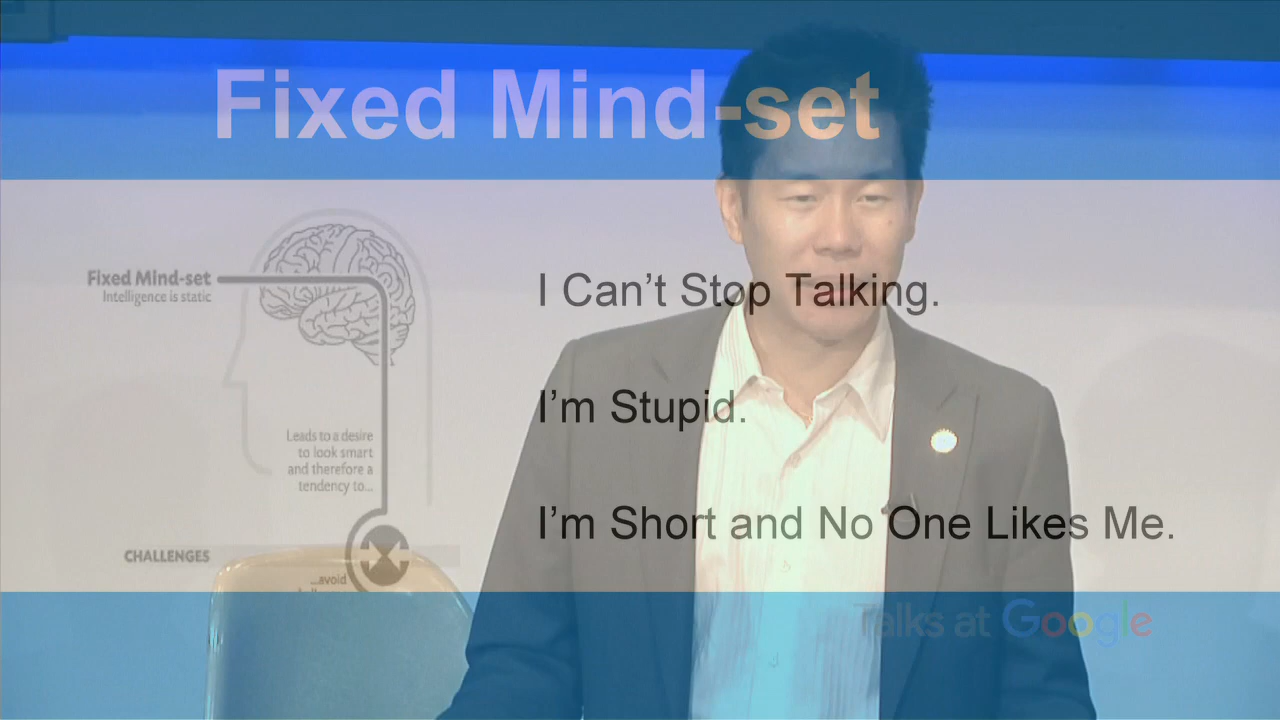 Fixed Mind-set
Fixed Mind-set
Intelligence is static
I Can't Stop Talking.
I'm Stupid.
Leads to a desire
to look smart
and therefore a
tendency to...
I'm Short and No One Likes Me.
CHALLENGES
...avoid
Talks at Google